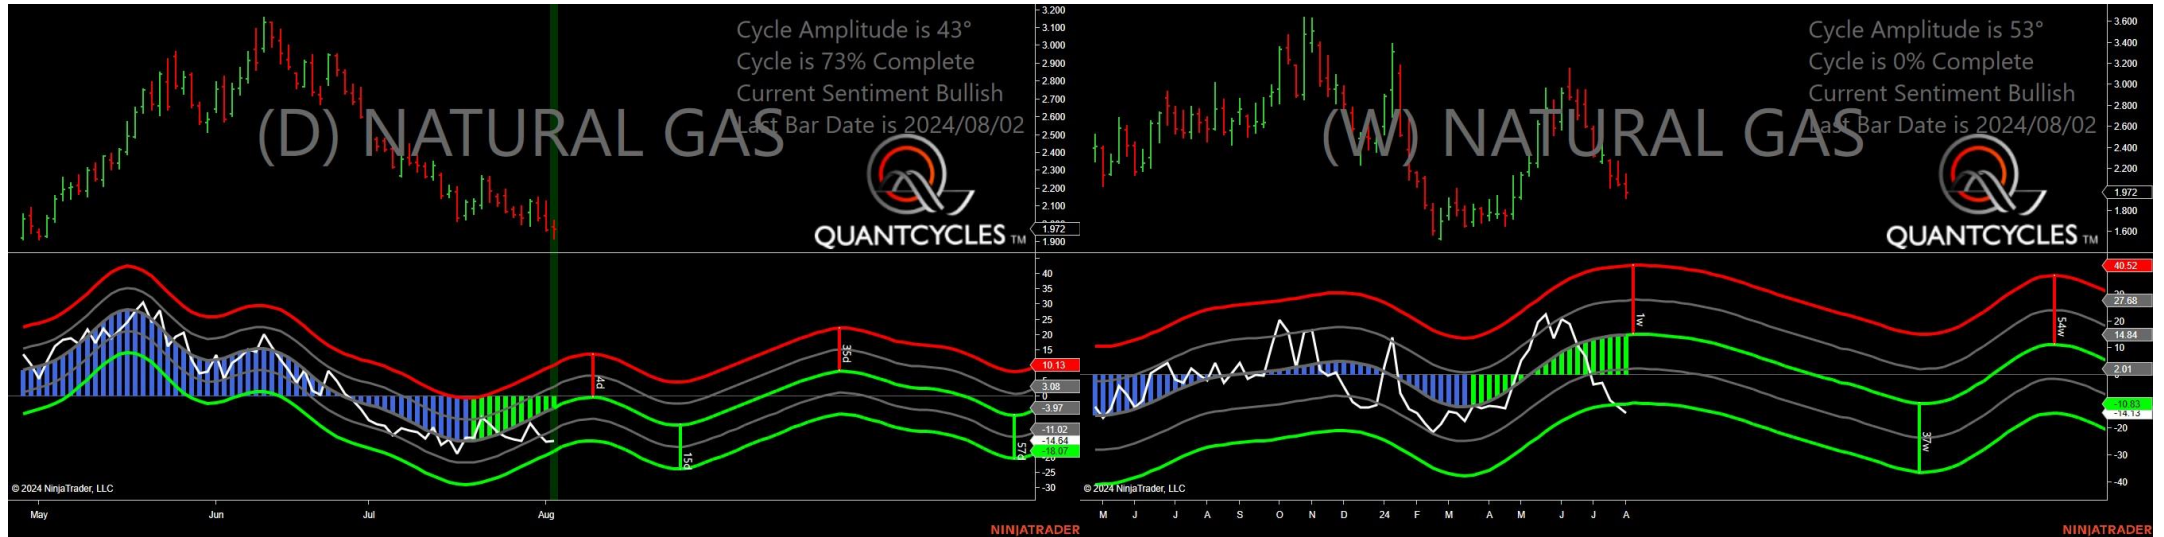 Cycle Amplitude is 43°
Cycle is 73% Complete
Current Sentiment Bullish
Last Bar Date is 2024/08/02
(D) NATURAL GAS
QUANTCYCLES TM
3.200
3.100
3.000
2.900
2.800
2.700
2.600
2.500
2.400
2.300
2.200
2.100
1.972
1.900
40
35
30
25
20
15
10.13
3.08
0
-3.97
-11.02
-14.64
-18.07
-25
-30
4d
15d
35d
57d
© 2024 NinjaTrader, LLC
May
Jun
Jul
Aug
NINJATRADER
Cycle Amplitude is 53°
Cycle is 0% Complete
Current Sentiment Bullish
Last Bar Date is 2024/08/02
(W) NATURAL GAS
QUANTCYCLES TM
3.600
3.400
3.200
3.000
2.800
2.600
2.400
2.200
1.972
1.800
1.600
40.52
27.68
20
14.84
10
2.01
-10.83
-14.13
-20
-30
-40
1w
37w
54w
© 2024 NinjaTrader, LLC
M J J A S O N D 24 F M A M J J A
NINJATRADER